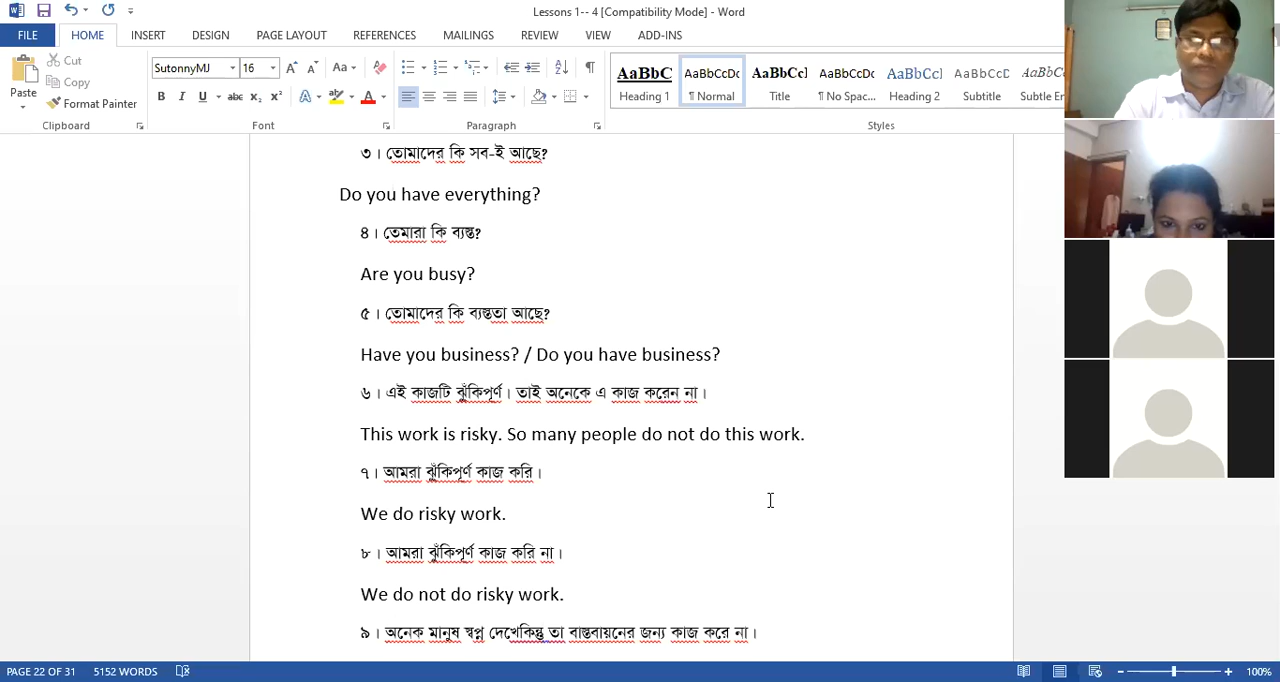 Lessons 1-- 4 [Compatibility Mode] - Word
FILE HOME INSERT DESIGN PAGE LAYOUT REFERENCES MAILINGS REVIEW VIEW ADD-INS
Cut
Copy
Format Painter
Paste
SutonnyMJ 16
AaBbC AaBbCcDc AaBbCc] AaBbCcDc AaBbCc] AaBbCcD AaBbCc
Heading 1 ¶ Normal Title ¶ No Spac... Heading 2 Subtitle Subtle Em
Clipboard Font Paragraph Styles
৩। তোমাদের কি সব-ই আছে?
Do you have everything?
৪। তেমারা কি ব্যস্ত?
Are you busy?
৫। তোমাদের কি ব্যস্ততা আছে?
Have you business? / Do you have business?
৬। এই কাজটি ঝুঁকিপূর্ণ। তাই অনেকে এ কাজ করেন না।
This work is risky. So many people do not do this work.
৭। আমরা ঝুঁকিপূর্ণ কাজ করি।
We do risky work.
৮। আমরা ঝুঁকিপূর্ণ কাজ করি না।
We do not do risky work.
৯। অনেক মানুষ স্বপ্ন দেখেকিন্তু তা বাস্তবায়নের জন্য কাজ করে না।
PAGE 22 OF 31 5152 WORDS 100%